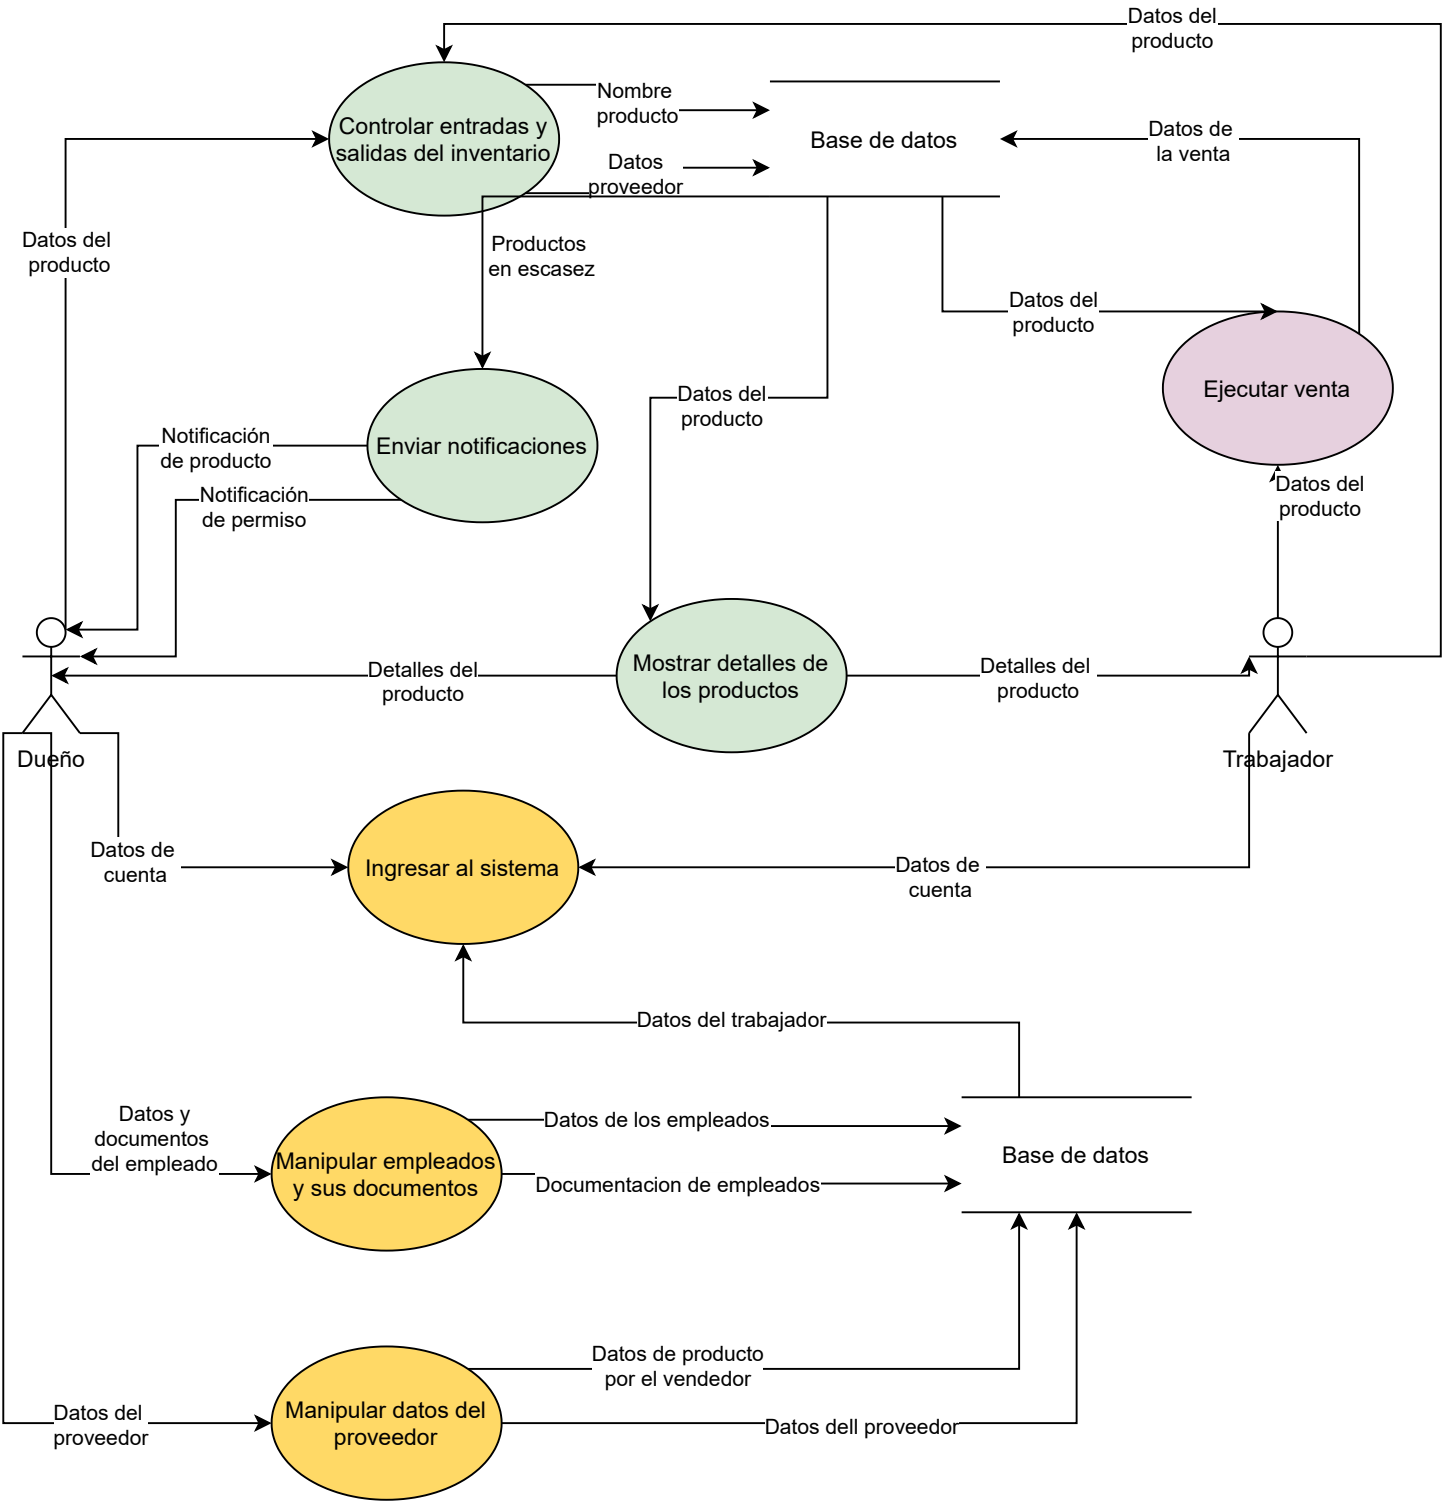 Datos del
producto
Nombre
producto
Controlar entradas y
salidas del inventario
Base de datos
Datos de
la venta
Datos
proveedor
Datos del
producto
Productos
en escasez
Datos del
producto
Ejecutar venta
Datos del
producto
Notificación
de producto
Enviar notificaciones
Notificación
de permiso
Datos del
producto
Mostrar detalles de
los productos
Detalles del
producto
Detalles del
producto
Dueño
Trabajador
Datos de
cuenta
Ingresar al sistema
Datos de
cuenta
Datos del trabajador
Datos y
documentos
del empleado
Datos de los empleados
Manipular empleados
y sus documentos
Base de datos
Documentacion de empleados
Datos de producto
por el vendedor
Datos del
proveedor
Manipular datos del
proveedor
Datos dell proveedor